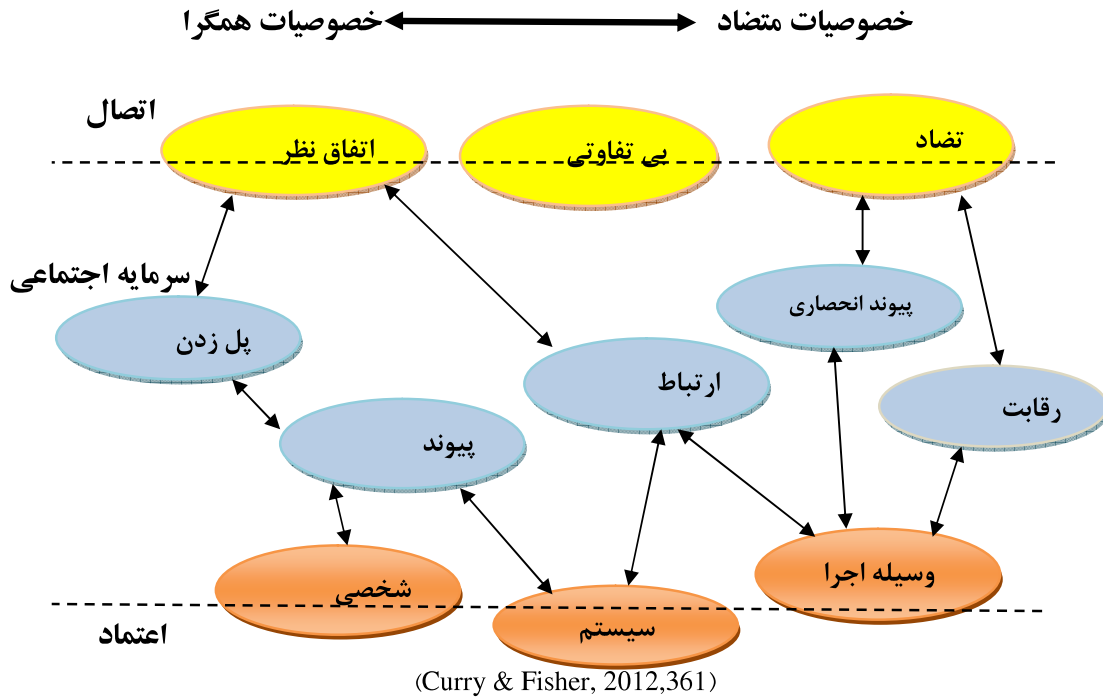 خصوصیات متضاد
خصوصیات همگرا
اتصال
تضاد
بی تفاوتی
اتفاق نظر
سرمایه اجتماعی
پیوند انحصاری
پل زدن
ارتباط
رقابت
پیوند
وسیله اجرا
شخصی
سیستم
اعتماد
(Curry & Fisher, 2012,361)